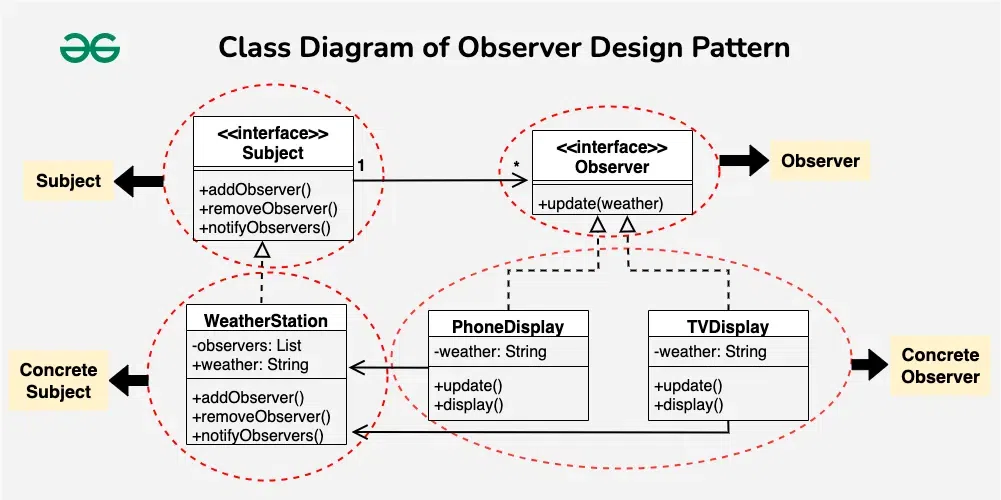 Class Diagram of Observer Design Pattern
<<interface>>
Subject
+addObserver()
+removeObserver()
+notifyObservers()
1
*
<<interface>>
Observer
+update(weather)
Subject
Observer
WeatherStation
-observers: List
+weather: String
+addObserver()
+removeObserver()
+notifyObservers()
PhoneDisplay
-weather: String
+update()
+display()
TVDisplay
-weather: String
+update()
+display()
Concrete
Subject
Concrete
Observer